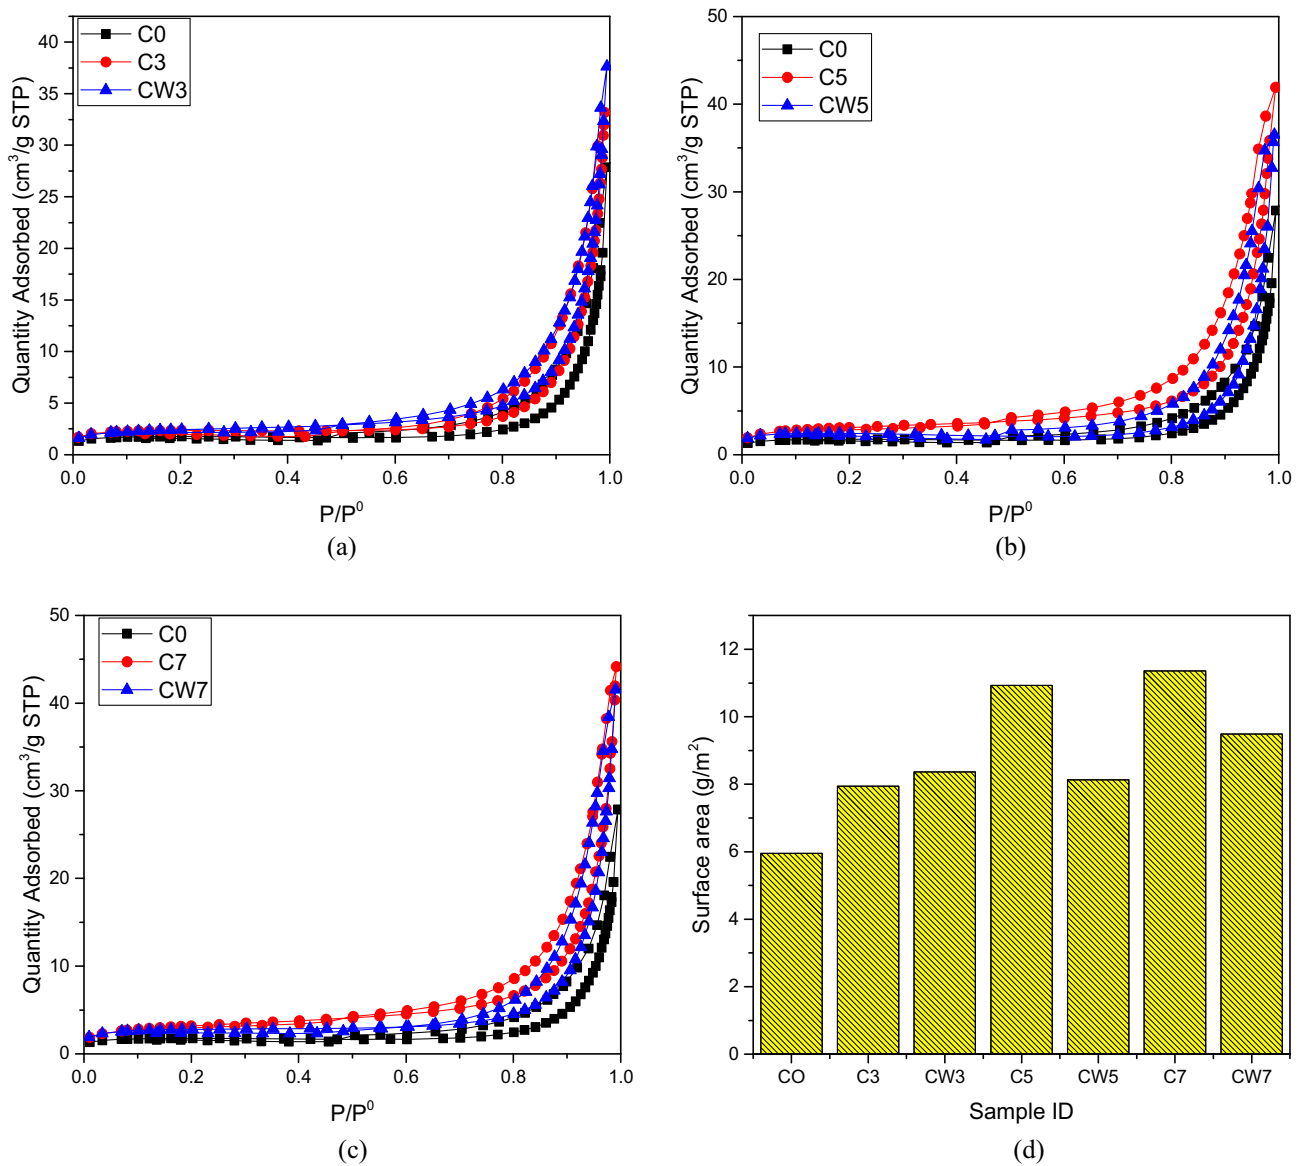 C0
C3
CW3
Quantity Adsorbed (cm³/g STP)
40
35
30
25
20
15
10
5
0
0.0 0.2 0.4 0.6 0.8 1.0
P/P⁰
(a)
C0
C5
CW5
Quantity Adsorbed (cm³/g STP)
50
40
30
20
10
0
0.0 0.2 0.4 0.6 0.8 1.0
P/P⁰
(b)
C0
C7
CW7
Quantity Adsorbed (cm³/g STP)
50
40
30
20
10
0
0.0 0.2 0.4 0.6 0.8 1.0
P/P⁰
(c)
Surface area (g/m²)
12
10
8
6
4
2
0
CO C3 CW3 C5 CW5 C7 CW7
Sample ID
(d)